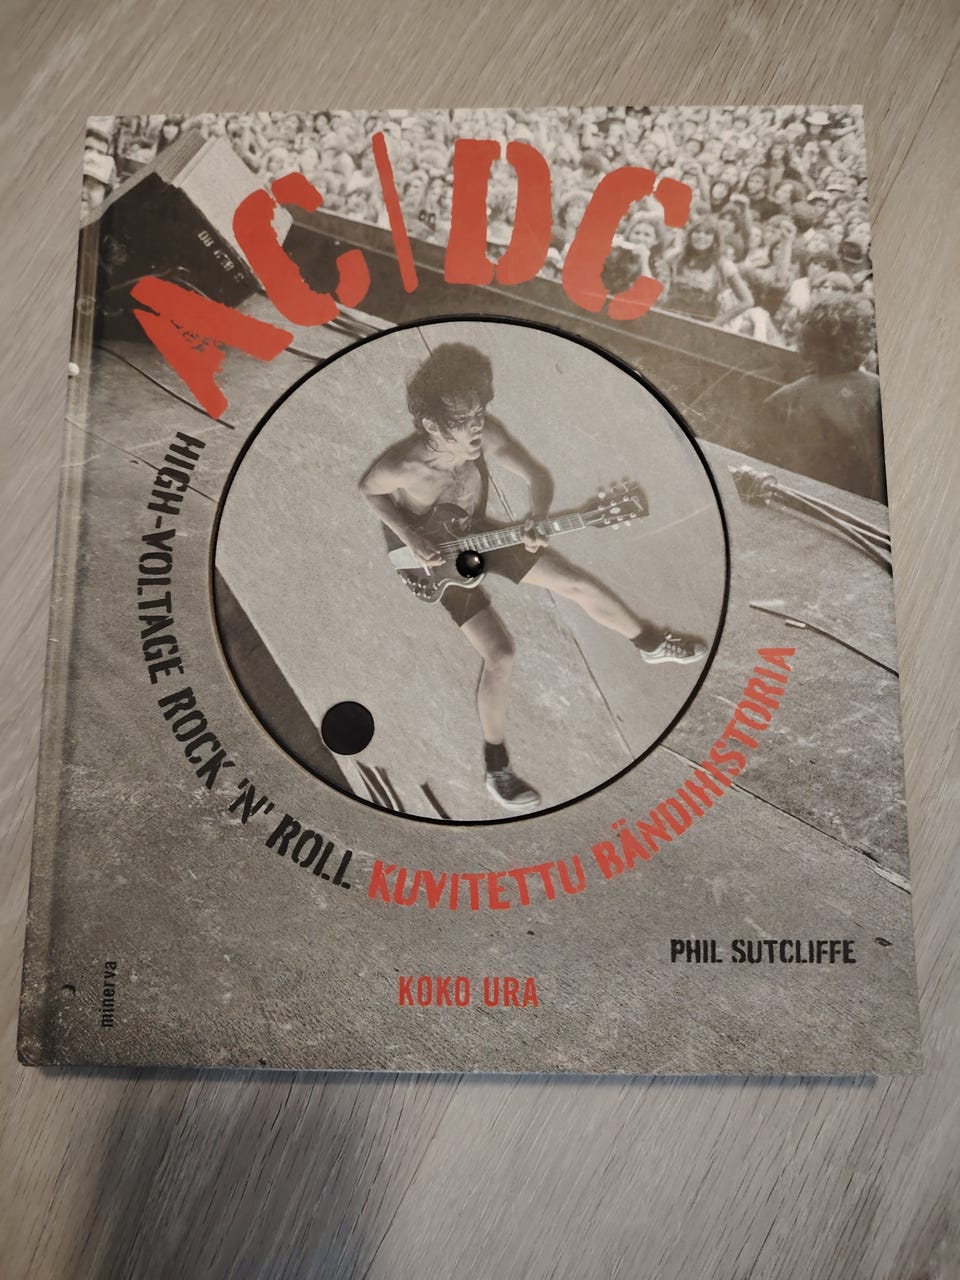 AC/DC
HIGH-VOLTAGE ROCK 'N' ROLL KUVITETTU BÄNDIHISTORIA
PHIL SUTCLIFFE
KOKO URA
minerva